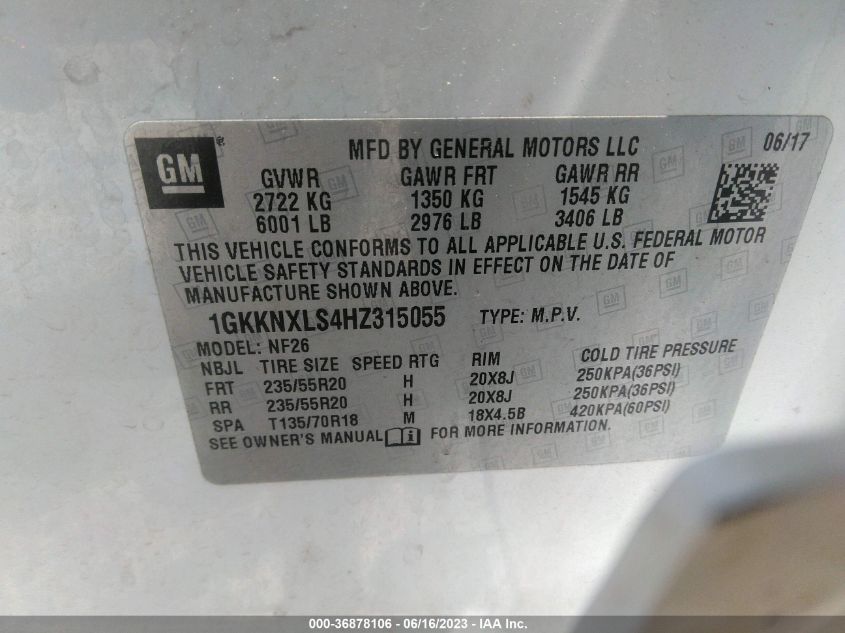 GM
®
MFD BY GENERAL MOTORS LLC 06/17
GVWR GAWR FRT GAWR RR
2722 KG 1350 KG 1545 KG
6001 LB 2976 LB 3406 LB
THIS VEHICLE CONFORMS TO ALL APPLICABLE U.S. FEDERAL MOTOR
VEHICLE SAFETY STANDARDS IN EFFECT ON THE DATE OF
MANUFACTURE SHOWN ABOVE.
1GKKNXLS4HZ315055 TYPE: M.P.V.
MODEL: NF26
NBJL TIRE SIZE SPEED RTG RIM COLD TIRE PRESSURE
FRT 235/55R20 H 20X8J 250KPA(36PSI)
RR 235/55R20 H 20X8J 250KPA(36PSI)
SPA T135/70R18 M 18X4.5B 420KPA(60PSI)
SEE OWNER'S MANUAL i FOR MORE INFORMATION.
000-36878106 - 06/16/2023 - IAA Inc.